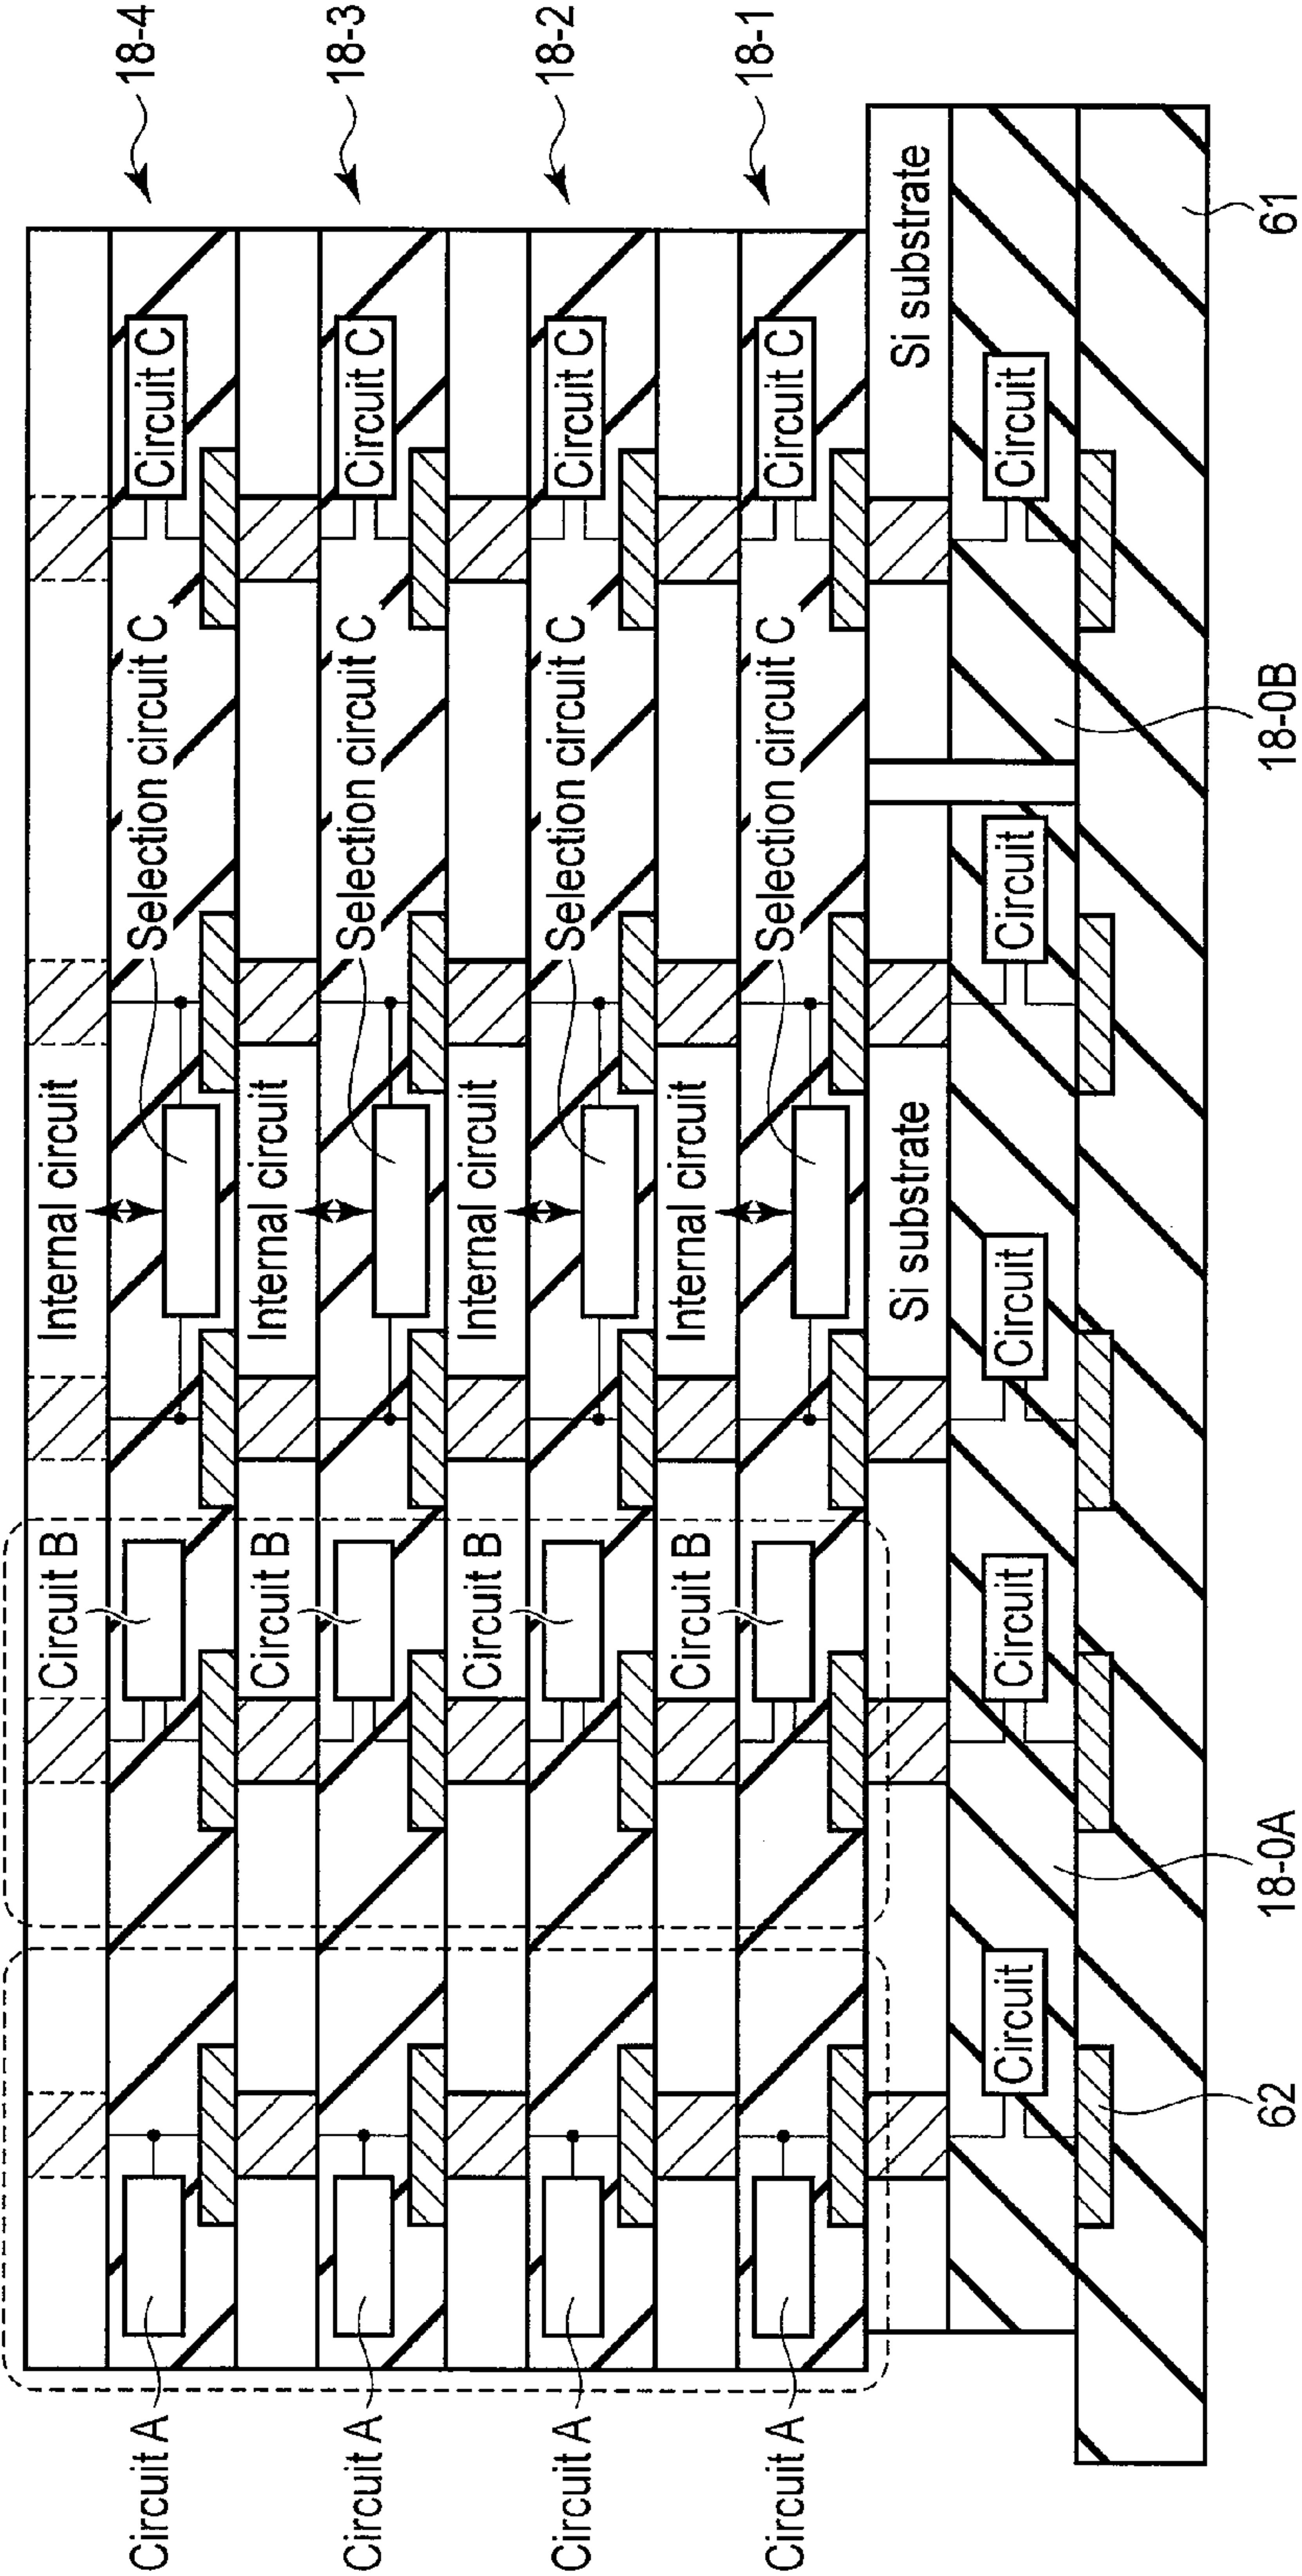 18-4
18-3
18-2
18-1
Circuit C
Circuit C
Circuit C
Circuit C
Si substrate
Circuit
61
Selection circuit C
Selection circuit C
Selection circuit C
Selection circuit C
18-0B
Circuit
Internal circuit
Internal circuit
Internal circuit
Internal circuit
Si substrate
Circuit
Circuit B
Circuit B
Circuit B
Circuit B
Circuit
18-0A
Circuit
62
Circuit A
Circuit A
Circuit A
Circuit A